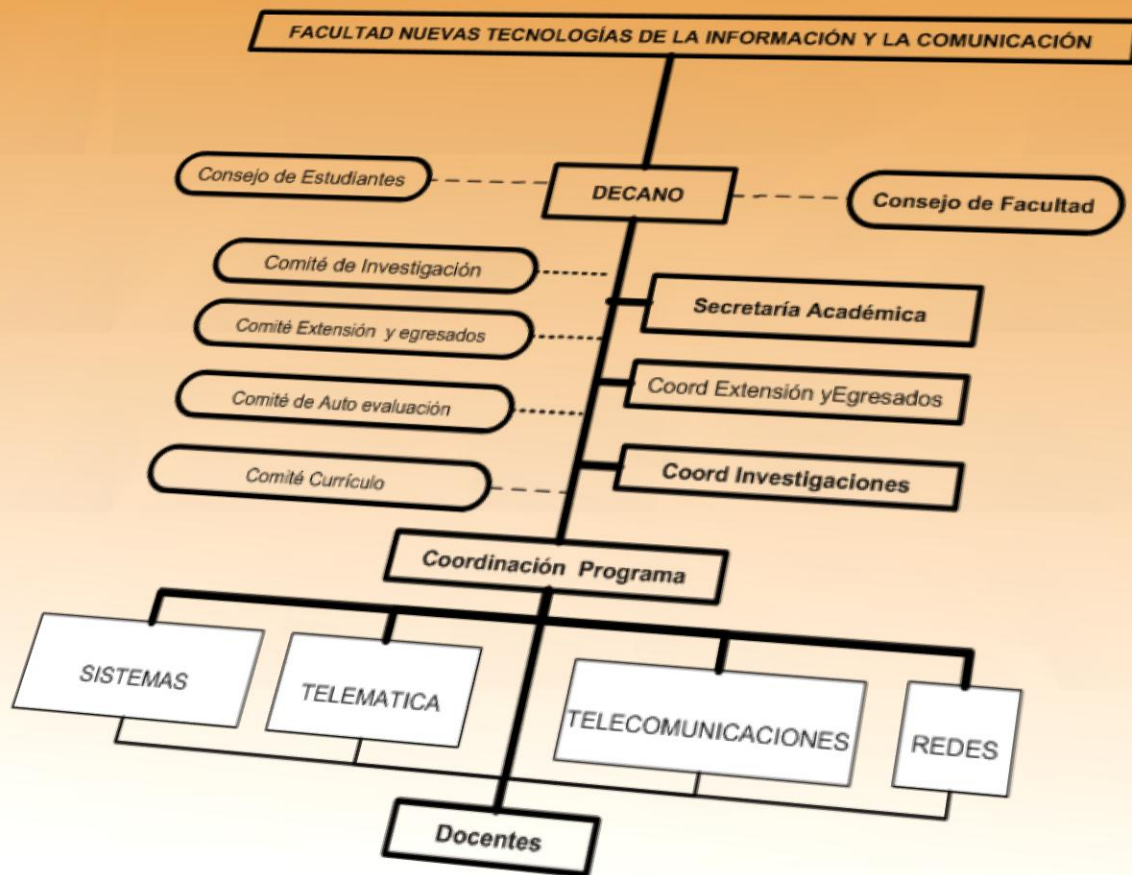 FACULTAD NUEVAS TECNOLOGÍAS DE LA INFORMACIÓN Y LA COMUNICACIÓN
Consejo de Estudiantes
DECANO
Consejo de Facultad
Comité de Investigación
Secretaría Académica
Comité Extensión y egresados
Coord Extensión yEgresados
Comité de Auto evaluación
Coord Investigaciones
Comité Currículo
Coordinación Programa
SISTEMAS
TELEMATICA
TELECOMUNICACIONES
REDES
Docentes